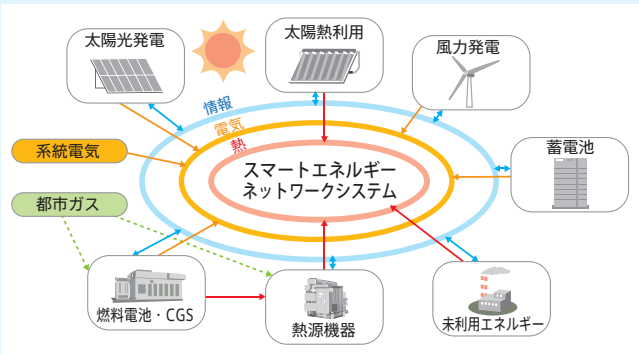 太陽光発電
太陽熱利用
風力発電
情報
電気
熱
系統電気
スマートエネルギー
ネットワークシステム
蓄電池
都市ガス
燃料電池・CGS
熱源機器
未利用エネルギー